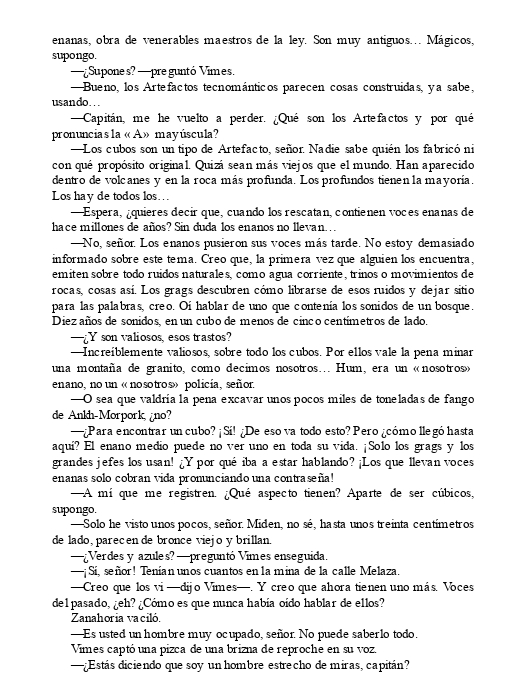 enanas, obra de venerables maestros de la ley. Son muy antiguos… Mágicos,
supongo.
—¿Supones? —preguntó Vimes.
—Bueno, los Artefactos tecnománticos parecen cosas construidas, ya sabe,
usando…
—Capitán, me he vuelto a perder. ¿Qué son los Artefactos y por qué
pronuncias la «A» mayúscula?
—Los cubos son un tipo de Artefacto, señor. Nadie sabe quién los fabricó ni
con qué propósito original. Quizá sean más viejos que el mundo. Han aparecido
dentro de volcanes y en la roca más profunda. Los profundos tienen la mayoría.
Los hay de todos los…
—Espera, ¿quieres decir que, cuando los rescatan, contienen voces enanas de
hace millones de años? Sin duda los enanos no llevan…
—No, señor. Los enanos pusieron sus voces más tarde. No estoy demasiado
informado sobre este tema. Creo que, la primera vez que alguien los encuentra,
emiten sobre todo ruidos naturales, como agua corriente, trinos o movimientos de
rocas, cosas así. Los grags descubren cómo librarse de esos ruidos y dejar sitio
para las palabras, creo. Oí hablar de uno que contenía los sonidos de un bosque.
Diez años de sonidos, en un cubo de menos de cinco centímetros de lado.
—¿Y son valiosos, esos trastos?
—Increíblemente valiosos, sobre todo los cubos. Por ellos vale la pena minar
una montaña de granito, como decimos nosotros… Hum, era un «nosotros»
enano, no un «nosotros» policía, señor.
—O sea que valdría la pena excavar unos pocos miles de toneladas de fango
de Ankh-Morpork, ¿no?
—¿Para encontrar un cubo? ¡Sí! ¿De eso va todo esto? Pero ¿cómo llegó hasta
aquí? El enano medio puede no ver uno en toda su vida. ¡Solo los grags y los
grandes jefes los usan! ¿Y por qué iba a estar hablando? ¡Los que llevan voces
enanas solo cobran vida pronunciando una contraseña!
—A mí que me registren. ¿Qué aspecto tienen? Aparte de ser cúbicos,
supongo.
—Solo he visto unos pocos, señor. Miden, no sé, hasta unos treinta centímetros
de lado, parecen de bronce viejo y brillan.
—¿Verdes y azules? —preguntó Vimes enseguida.
—¡Sí, señor! Tenían unos cuantos en la mina de la calle Melaza.
—Creo que los vi —dijo Vimes—. Y creo que ahora tienen uno más. Voces
del pasado, ¿eh? ¿Cómo es que nunca había oído hablar de ellos?
Zanahoria vaciló.
—Es usted un hombre muy ocupado, señor. No puede saberlo todo.
Vimes captó una pizca de una brizna de reproche en su voz.
—¿Estás diciendo que soy un hombre estrecho de miras, capitán?